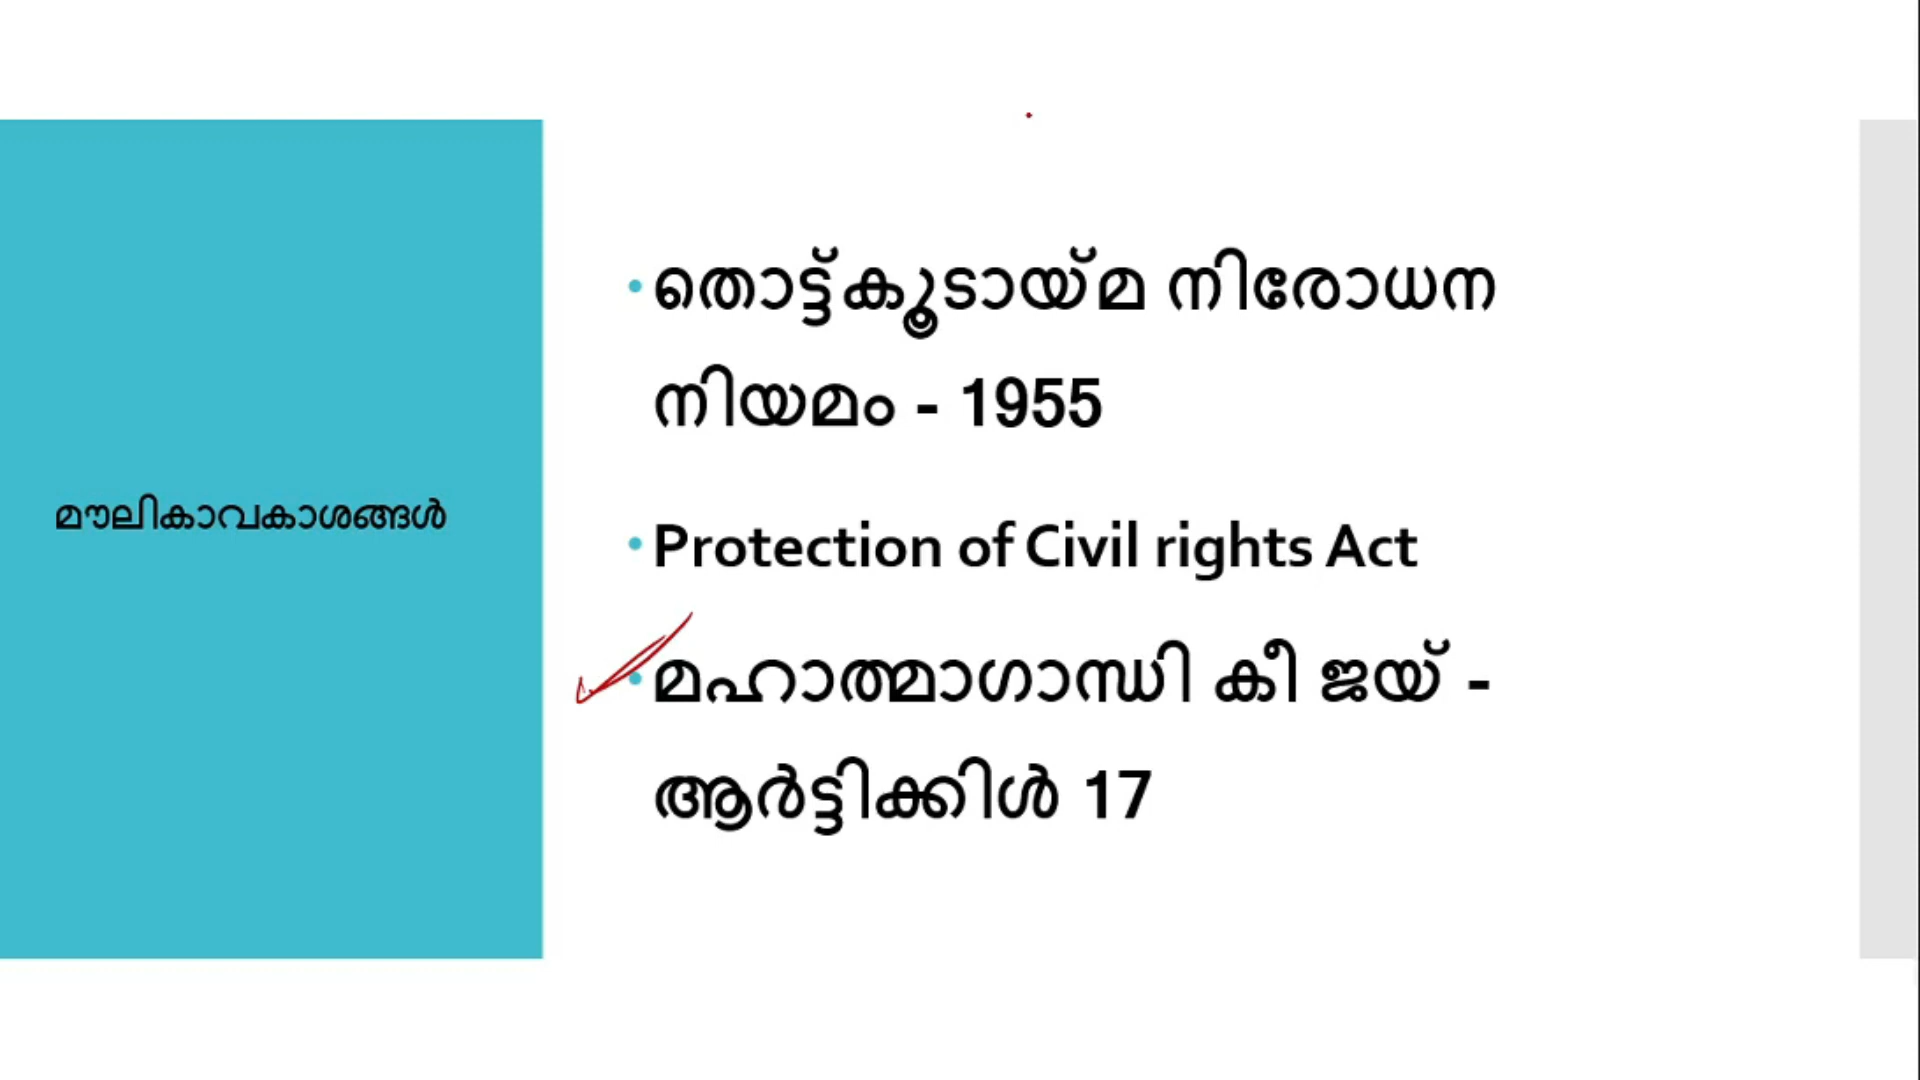 മൗലികാവകാശങ്ങൾ
തൊട്ട്കൂടായ്മ നിരോധന
നിയമം - 1955
Protection of Civil rights Act
മഹാത്മാഗാന്ധി കീ ജയ് -
ആർട്ടിക്കിൾ 17